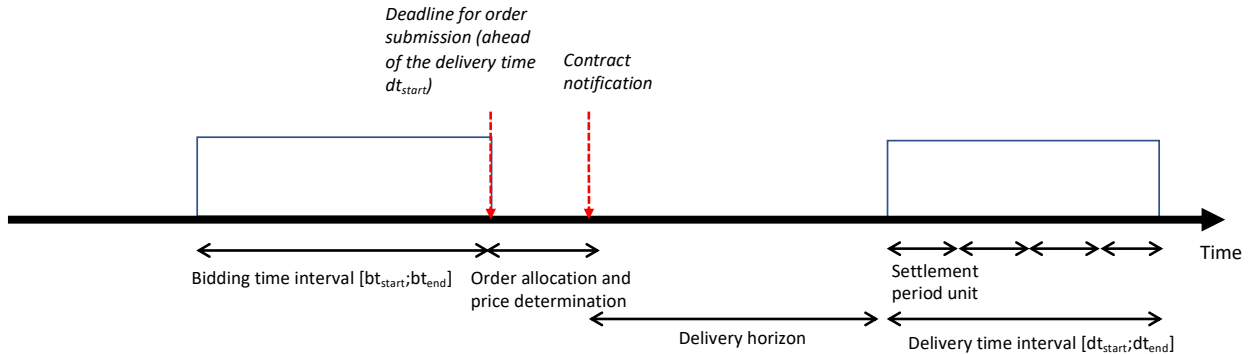 Deadline for order
submission (ahead
of the delivery time
dtstart)
Contract
notification
Time
Bidding time interval [btstart;btend]
Order allocation and
price determination
Settlement
period unit
Delivery horizon
Delivery time interval [dtstart;dtend]